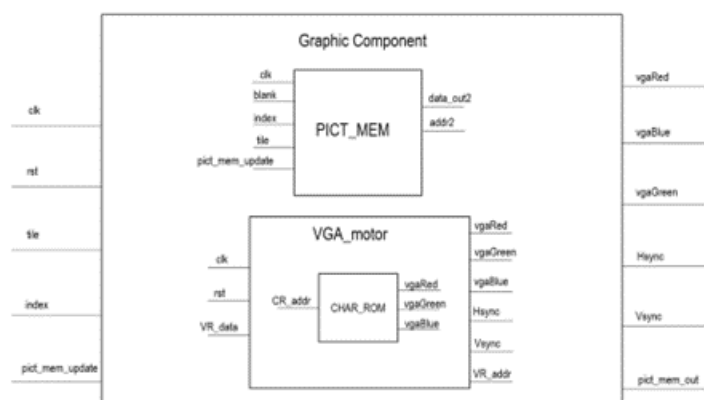 Graphic Component
clk
rst
tile
index
pict_mem_update
clk
blank
index
tile
pict_mem_update
PICT_MEM
data_out2
addr2
VGA_motor
clk
rst
VR_data
CR_addr
CHAR_ROM
vgaRed
vgaGreen
vgaBlue
vgaRed
vgaGreen
vgaBlue
Hsync
Vsync
VR_addr
vgaRed
vgaBlue
vgaGreen
Hsync
Vsync
pict_mem_out